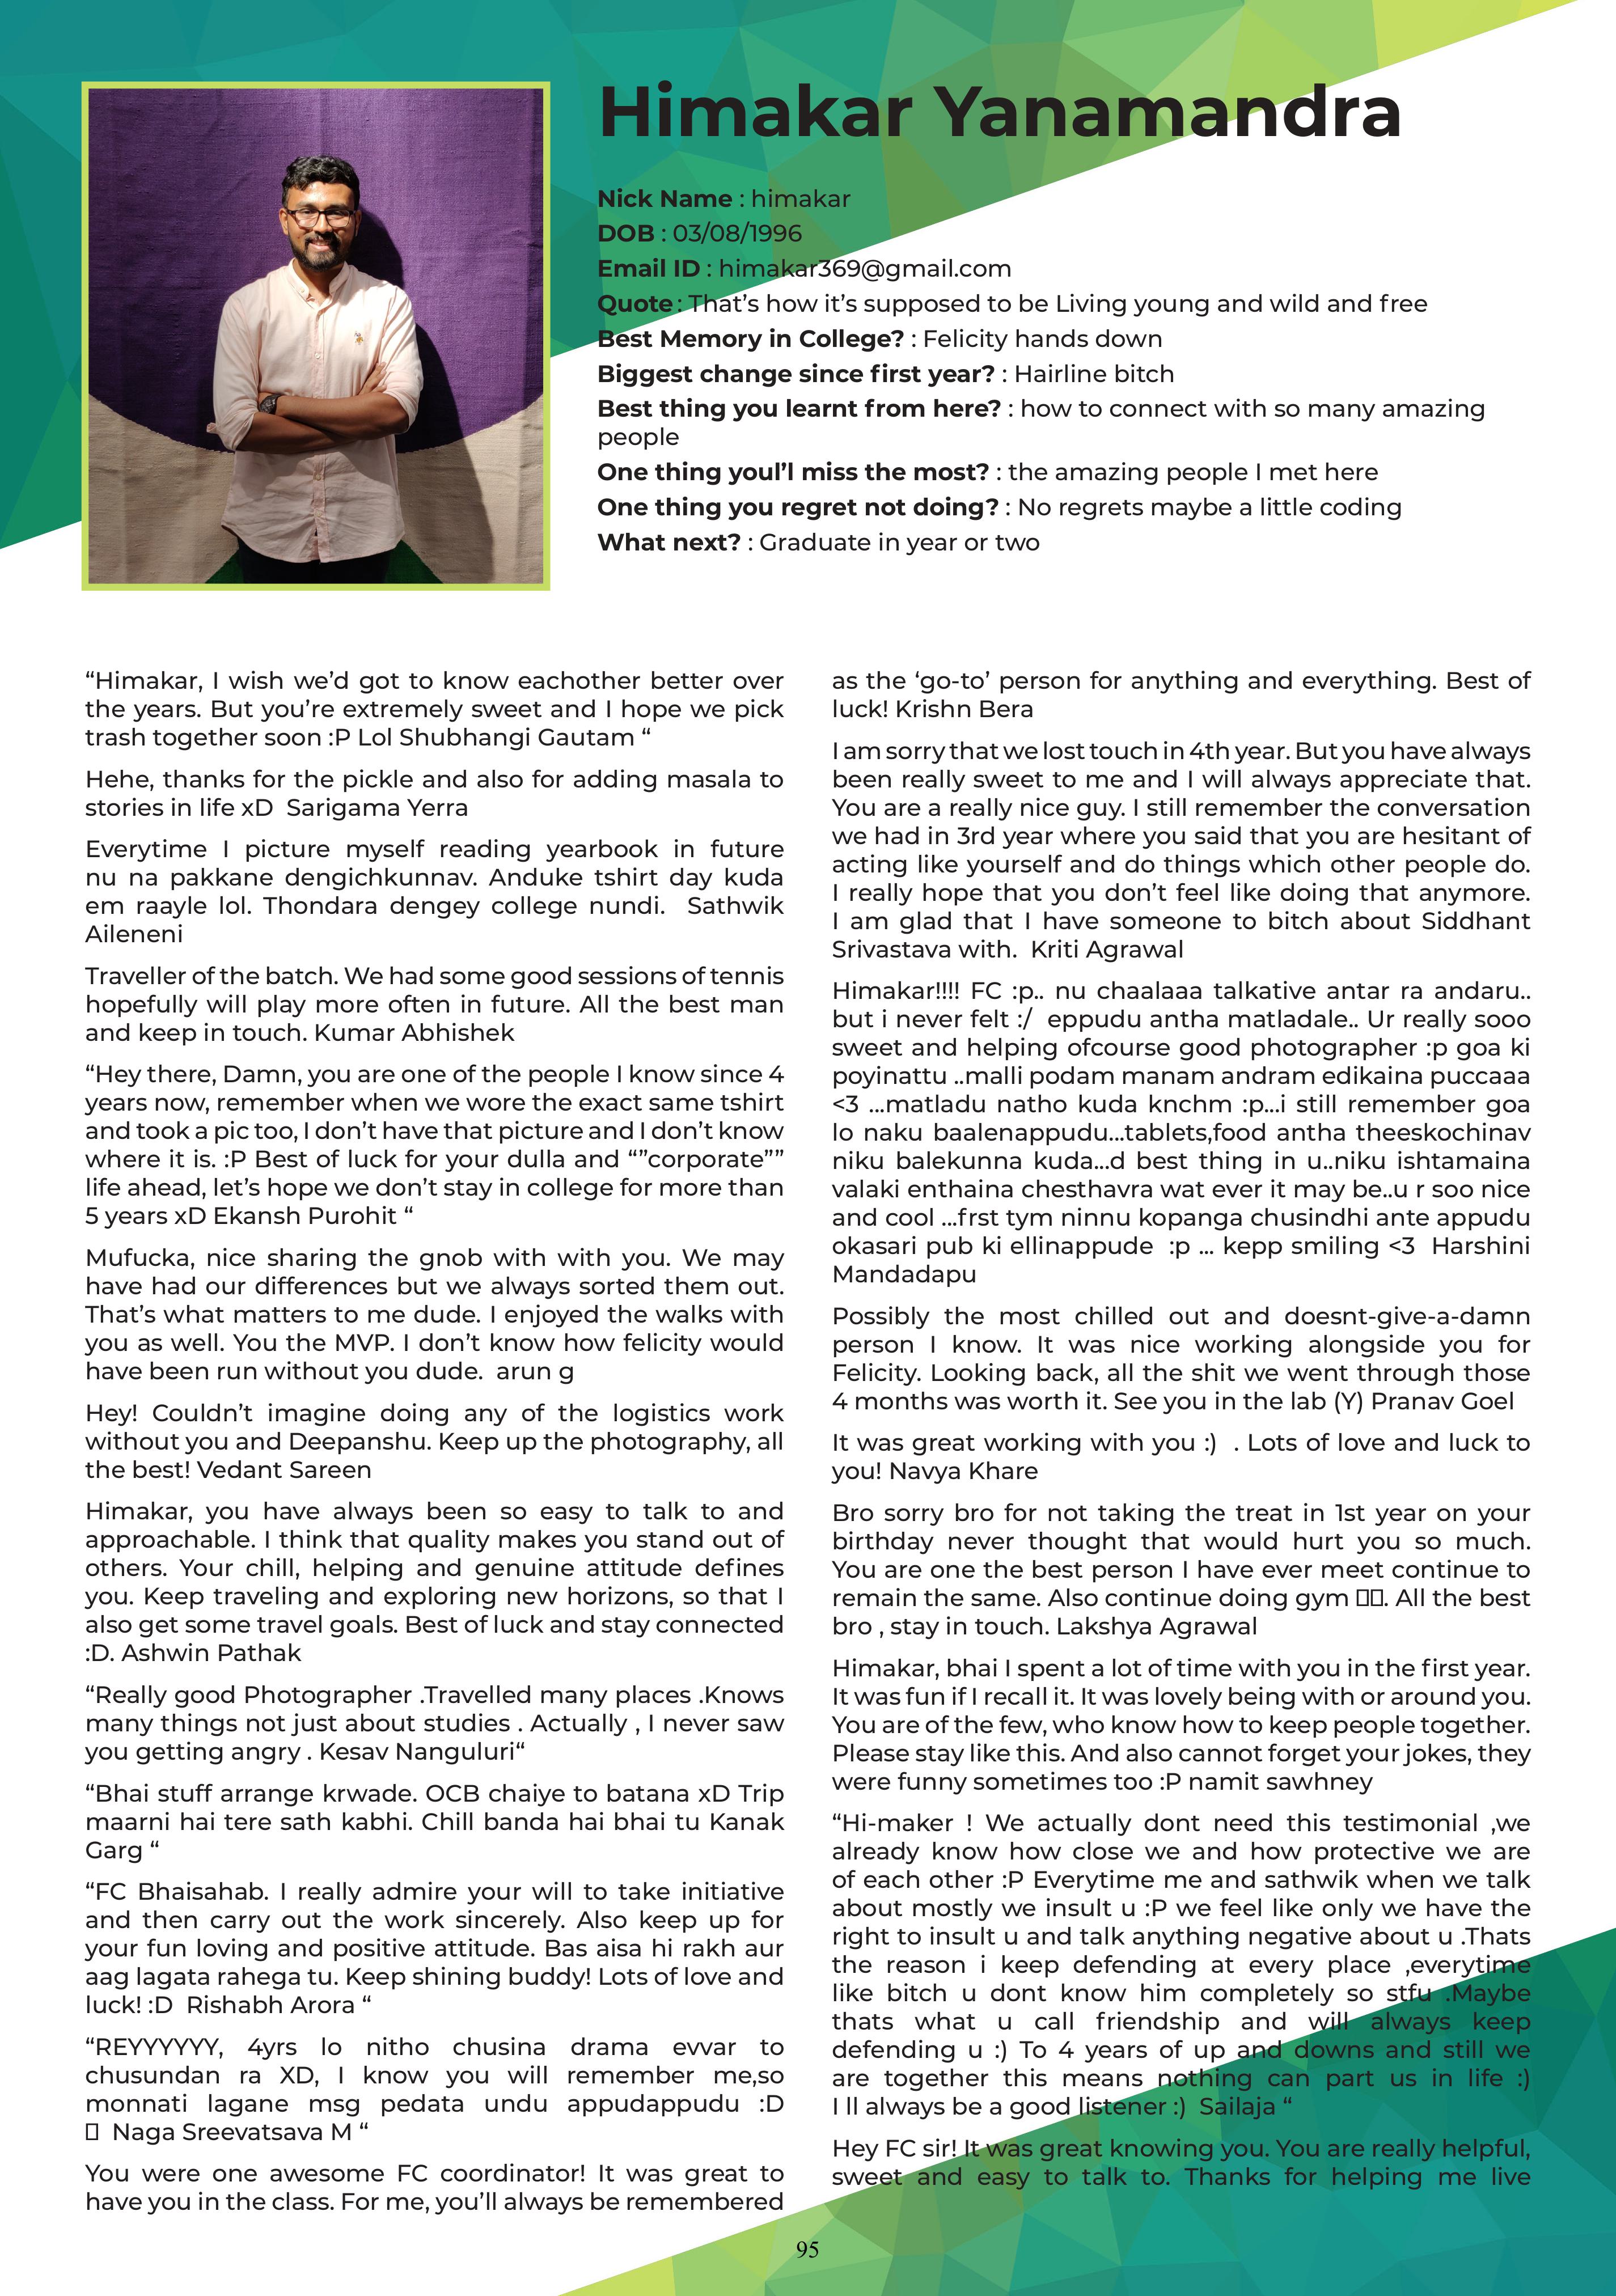 Himakar Yanamandra
Nick Name : himakar
DOB : 03/08/1996
Email ID : himakar369@gmail.com
Quote : That’s how it’s supposed to be Living young and wild and free
Best Memory in College? : Felicity hands down
Biggest change since first year? : Hairline bitch
Best thing you learnt from here? : how to connect with so many amazing
people
One thing youl’l miss the most? : the amazing people I met here
One thing you regret not doing? : No regrets maybe a little coding
What next? : Graduate in year or two
“Himakar, I wish we’d got to know eachother better over
the years. But you’re extremely sweet and I hope we pick
trash together soon :P Lol Shubhangi Gautam “
Hehe, thanks for the pickle and also for adding masala to
stories in life xD  Sarigama Yerra
Everytime I picture myself reading yearbook in future
nu na pakkane dengichkunnav. Anduke tshirt day kuda
em raayle lol. Thondara dengey college nundi.  Sathwik
Aileneni
Traveller of the batch. We had some good sessions of tennis
hopefully will play more often in future. All the best man
and keep in touch. Kumar Abhishek
“Hey there, Damn, you are one of the people I know since 4
years now, remember when we wore the exact same tshirt
and took a pic too, I don’t have that picture and I don’t know
where it is. :P Best of luck for your dulla and “”corporate””
life ahead, let’s hope we don’t stay in college for more than
5 years xD Ekansh Purohit “
Mufucka, nice sharing the gnob with with you. We may
have had our differences but we always sorted them out.
That’s what matters to me dude. I enjoyed the walks with
you as well. You the MVP. I don’t know how felicity would
have been run without you dude.  arun g
Hey! Couldn’t imagine doing any of the logistics work
without you and Deepanshu. Keep up the photography, all
the best! Vedant Sareen
Himakar, you have always been so easy to talk to and
approachable. I think that quality makes you stand out of
others. Your chill, helping and genuine attitude defines
you. Keep traveling and exploring new horizons, so that I
also get some travel goals. Best of luck and stay connected
:D. Ashwin Pathak
“Really good Photographer .Travelled many places .Knows
many things not just about studies . Actually , I never saw
you getting angry . Kesav Nanguluri“
“Bhai stuff arrange krwade. OCB chaiye to batana xD Trip
maarni hai tere sath kabhi. Chill banda hai bhai tu Kanak
Garg “
“FC Bhaisahab. I really admire your will to take initiative
and then carry out the work sincerely. Also keep up for
your fun loving and positive attitude. Bas aisa hi rakh aur
aag lagata rahega tu. Keep shining buddy! Lots of love and
luck! :D  Rishabh Arora “
“REYYYYYY, 4yrs lo nitho chusina drama evvar to
chusundan ra XD, I know you will remember me,so
monnati lagane msg pedata undu appudappudu :D
▯  Naga Sreevatsava M “
You were one awesome FC coordinator! It was great to
have you in the class. For me, you’ll always be remembered
as the ‘go-to’ person for anything and everything. Best of
luck! Krishn Bera
I am sorry that we lost touch in 4th year. But you have always
been really sweet to me and I will always appreciate that.
You are a really nice guy. I still remember the conversation
we had in 3rd year where you said that you are hesitant of
acting like yourself and do things which other people do.
I really hope that you don’t feel like doing that anymore.
I am glad that I have someone to bitch about Siddhant
Srivastava with.  Kriti Agrawal
Himakar!!!! FC :p.. nu chaalaaa talkative antar ra andaru..
but i never felt :/  eppudu antha matladale.. Ur really sooo
sweet and helping ofcourse good photographer :p goa ki
poyinattu ..malli podam manam andram edikaina puccaaa
<3 ...matladu natho kuda knchm :p...i still remember goa
lo naku baalenappudu...tablets,food antha theeskochinav
niku balekunna kuda...d best thing in u..niku ishtamaina
valaki enthaina chesthavra wat ever it may be..u r soo nice
and cool ...frst tym ninnu kopanga chusindhi ante appudu
okasari pub ki ellinappude  :p ... kepp smiling <3  Harshini
Mandadapu
Possibly the most chilled out and doesnt-give-a-damn
person I know. It was nice working alongside you for
Felicity. Looking back, all the shit we went through those
4 months was worth it. See you in the lab (Y) Pranav Goel
It was great working with you :)  . Lots of love and luck to
you! Navya Khare
Bro sorry bro for not taking the treat in 1st year on your
birthday never thought that would hurt you so much.
You are one the best person I have ever meet continue to
remain the same. Also continue doing gym ▯▯. All the best
bro , stay in touch. Lakshya Agrawal
Himakar, bhai I spent a lot of time with you in the first year.
It was fun if I recall it. It was lovely being with or around you.
You are of the few, who know how to keep people together.
Please stay like this. And also cannot forget your jokes, they
were funny sometimes too :P namit sawhney
“Hi-maker ! We actually dont need this testimonial ,we
already know how close we and how protective we are
of each other :P Everytime me and sathwik when we talk
about mostly we insult u :P we feel like only we have the
right to insult u and talk anything negative about u .Thats
the reason i keep defending at every place ,everytime
like bitch u dont know him completely so stfu .Maybe
thats what u call friendship and will always keep
defending u :) To 4 years of up and downs and still we
are together this means nothing can part us in life :)
I ll always be a good listener :)  Sailaja “
Hey FC sir! It was great knowing you. You are really helpful,
sweet and easy to talk to. Thanks for helping me live
95